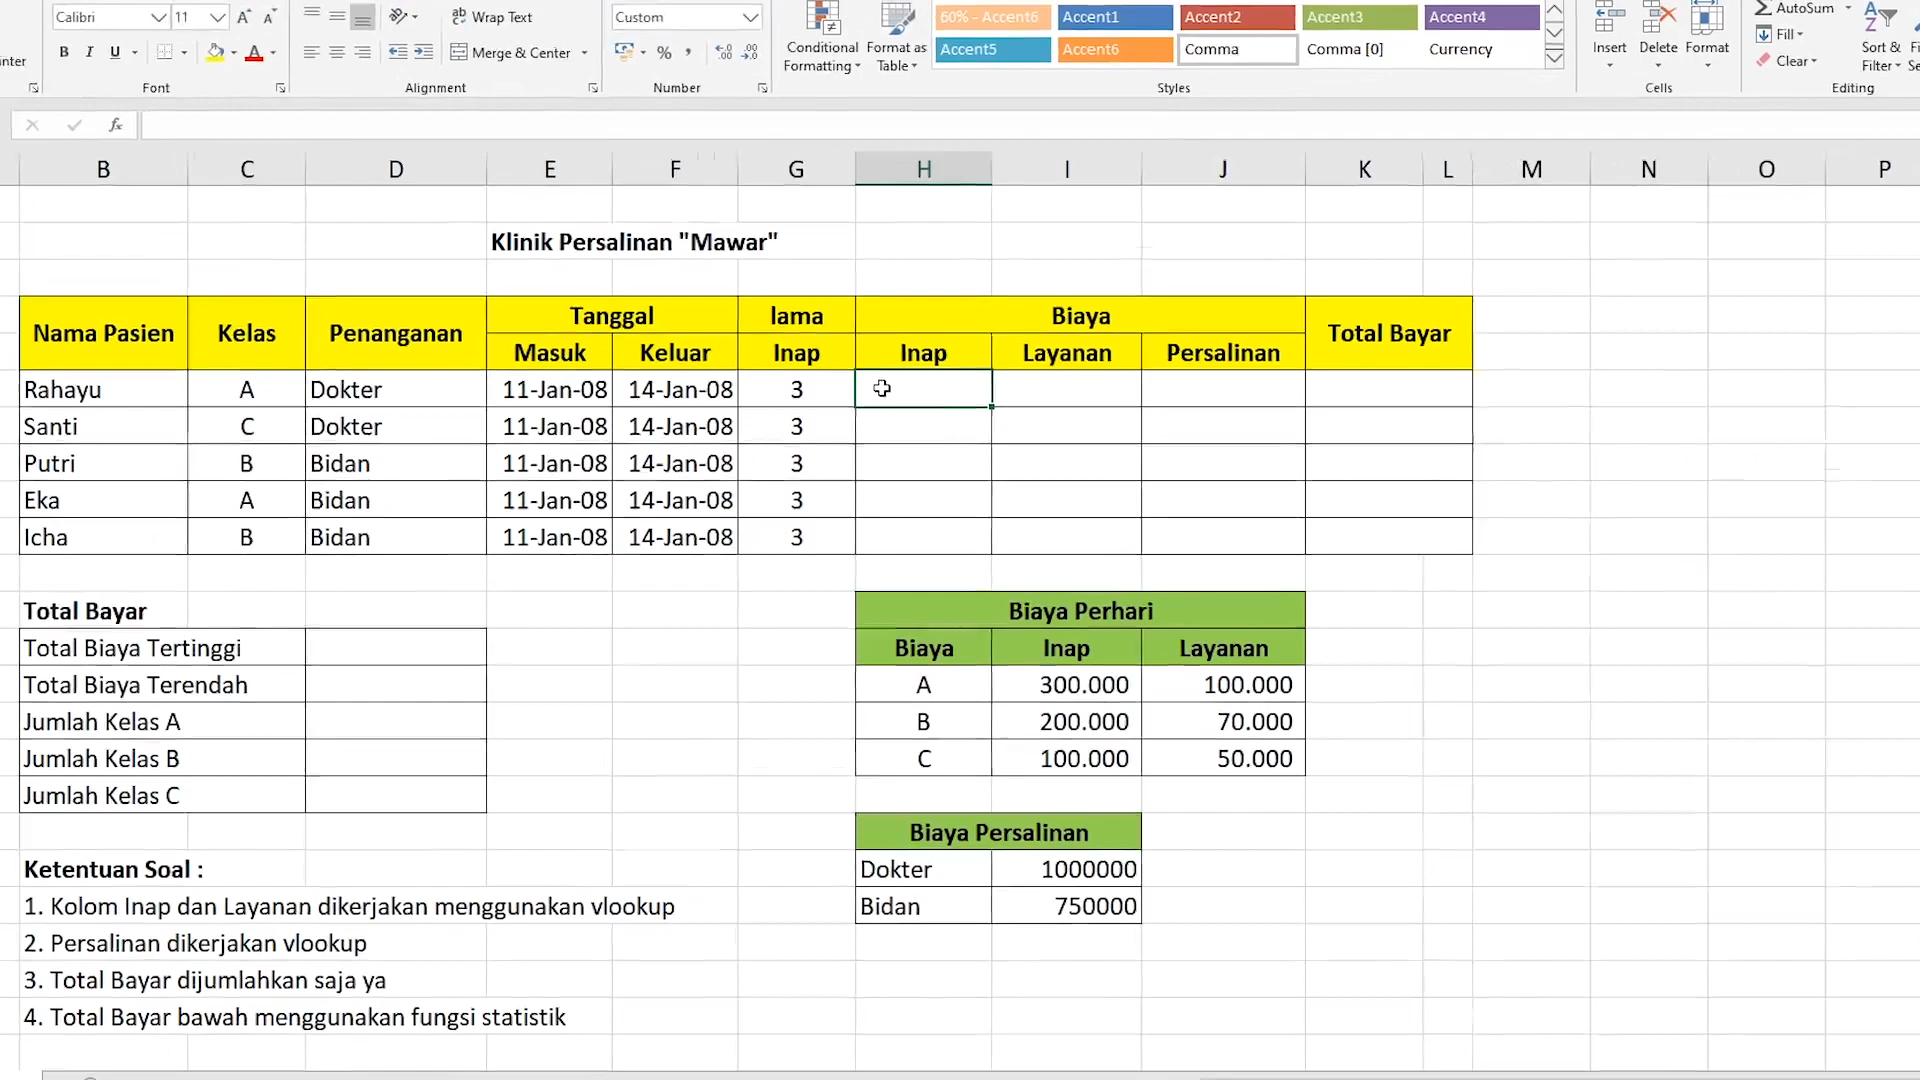 Calibri 11 A A Wrap Text Custom Conditional Formatting Format as Table 60% - Accent6 Accent1 Accent2 Accent3 Accent4 Insert Delete Format AutoSum
B I U A Merge & Center % , Accent5 Accent6 Comma Comma [0] Currency Fill Sort & Filter
Clear
Font Alignment Number Styles Cells Editing
fx
B C D E F G H I J K L M N O P
Klinik Persalinan "Mawar"
Nama Pasien Kelas Penanganan Tanggal lama Biaya Total Bayar
Masuk Keluar Inap Inap Layanan Persalinan
Rahayu A Dokter 11-Jan-08 14-Jan-08 3
Santi C Dokter 11-Jan-08 14-Jan-08 3
Putri B Bidan 11-Jan-08 14-Jan-08 3
Eka A Bidan 11-Jan-08 14-Jan-08 3
Icha B Bidan 11-Jan-08 14-Jan-08 3
Total Bayar
Total Biaya Tertinggi
Total Biaya Terendah
Jumlah Kelas A
Jumlah Kelas B
Jumlah Kelas C
Biaya Perhari
Biaya Inap Layanan
A 300.000 100.000
B 200.000 70.000
C 100.000 50.000
Biaya Persalinan
Dokter 1000000
Bidan 750000
Ketentuan Soal :
1. Kolom Inap dan Layanan dikerjakan menggunakan vlookup
2. Persalinan dikerjakan vlookup
3. Total Bayar dijumlahkan saja ya
4. Total Bayar bawah menggunakan fungsi statistik